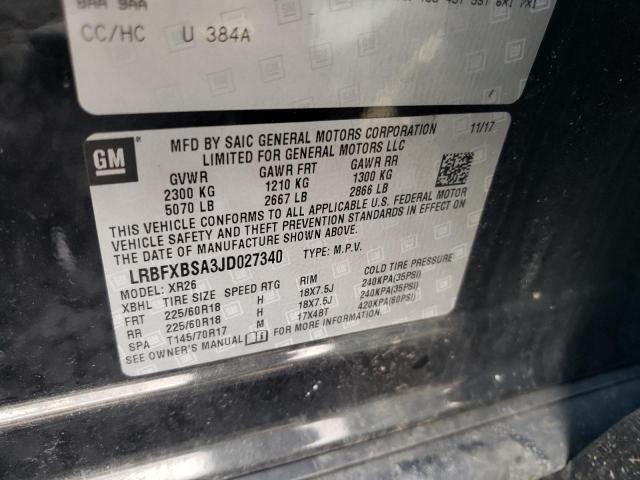 CC/HC U 384A
GM
MFD BY SAIC GENERAL MOTORS CORPORATION 11/17
LIMITED FOR GENERAL MOTORS LLC
GVWR GAWR FRT GAWR RR
2300 KG 1210 KG 1300 KG
5070 LB 2667 LB 2866 LB
THIS VEHICLE CONFORMS TO ALL APPLICABLE U.S. FEDERAL MOTOR
VEHICLE SAFETY AND THEFT PREVENTION STANDARDS IN EFFECT ON
THE DATE OF MANUFACTURE SHOWN ABOVE.
LRBFXBSA3JD027340 TYPE: M.P.V.
MODEL: XR26
XBHL TIRE SIZE SPEED RTG RIM COLD TIRE PRESSURE
FRT 225/60R18 H 18X7.5J 240KPA(35PSI)
RR 225/60R18 H 18X7.5J 240KPA(35PSI)
SPA T145/70R17 M 17X4BT 420KPA(60PSI)
SEE OWNER'S MANUAL FOR MORE INFORMATION.